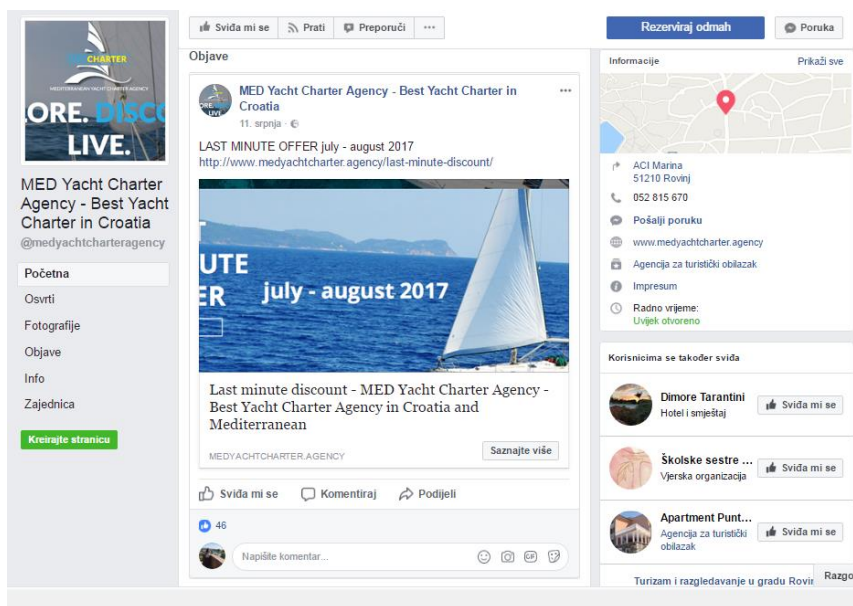 CHARTER
MEDITERRANEAN YACHT CHARTER AGENCY
ORE. DISCO
LIVE.
MED Yacht Charter
Agency - Best Yacht
Charter in Croatia
@medyachtcharteragency
Početna
Osvrti
Fotografije
Objave
Info
Zajednica
Kreirajte stranicu
Sviđa mi se
Prati
Preporuči
Objave
MED Yacht Charter Agency - Best Yacht Charter in
Croatia
11. srpnja
LAST MINUTE OFFER july - august 2017
http://www.medyachtcharter.agency/last-minute-discount/
UTE
ER
july - august 2017
Last minute discount - MED Yacht Charter Agency -
Best Yacht Charter Agency in Croatia and
Mediterranean
MEDYACHTCHARTER.AGENCY
Saznajte više
Sviđa mi se
Komentiraj
Podijeli
46
Napišite komentar...
GIF
Rezerviraj odmah
Poruka
Informacije
Prikaži sve
ACI Marina
51210 Rovinj
052 815 670
Pošalji poruku
www.medyachtcharter.agency
Agencija za turistički obilazak
Impresum
Radno vrijeme:
Uvijek otvoreno
Korisnicima se također sviđa
Dimore Tarantini
Hotel i smještaj
Sviđa mi se
Školske sestre ...
Vjerska organizacija
Sviđa mi se
Apartment Punt...
Agencija za turistički
obilazak
Sviđa mi se
Turizam i razgledavanje u gradu Rovin
Razgo